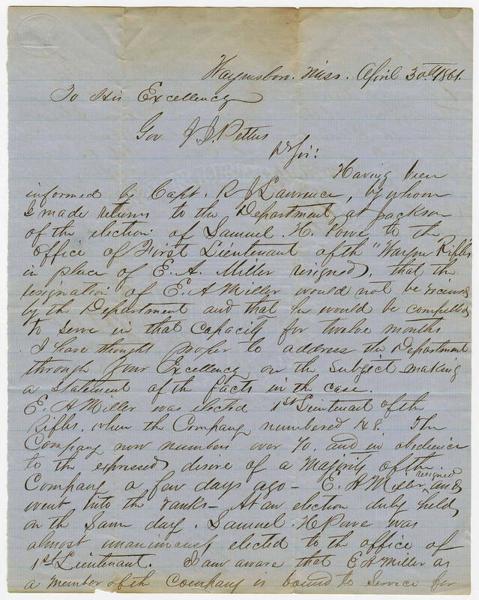 Waynesboro. Miss. April 30th 1861.
To His Excellency
Gov J J Pettus
D Sir:
Having been
informed by Capt. R J Lawrence, by whom
I made returns to the Department at Jackson
of the election of Samuel H. Powe to the
Office of First Lieutenant of the "Wayne Rifles
in place of E. A. Miller resigned, that the
resignation of E. A Miller would not be received
by the Department and that he would be compelled
to serve in that Capacity for twelve months
I have thought proper to address the Department
through your Excellency on the subject making
a statement of the facts in the case.
E. A Miller was elected 1st Lieutenant of the
Rifles, when the Company numbered 48. The
Company now numbers over 70. and in obedience
to the expressed desire of a Majority of the
Company a few days ago - E. A Miller resigned and
went into the ranks - At an election duly held
on the same day. Samuel H Powe was
almost unanimously elected to the office of
1st Lieutenant. I am aware that E A Miller as
a member of the Company is bound to service for